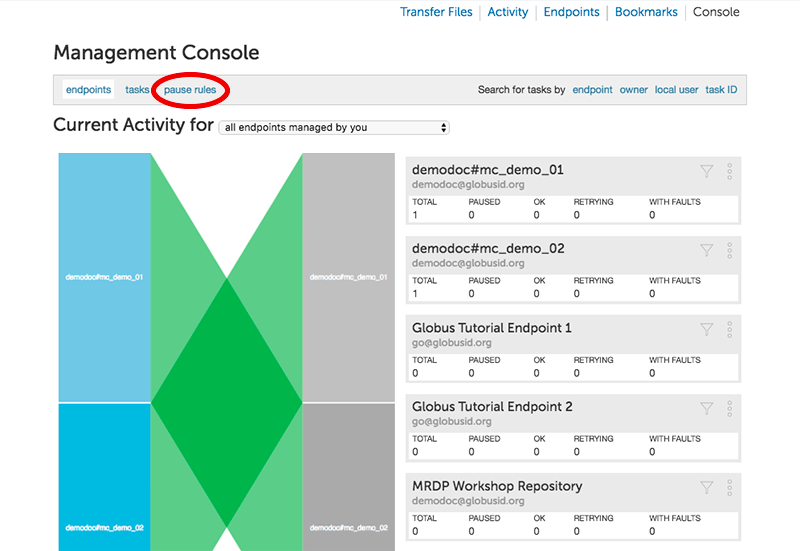 Transfer Files Activity Endpoints Bookmarks Console
Management Console
endpoints tasks pause rules Search for tasks by endpoint owner local user task ID
Current Activity for all endpoints managed by you
demodoc#mc_demo_01 demodoc#mc_demo_01
demodoc#mc_demo_02 demodoc#mc_demo_02
demodoc#mc_demo_01
demodoc@globusid.org
TOTAL PAUSED OK RETRYING WITH FAULTS
1 0 0 0 0
demodoc#mc_demo_02
demodoc@globusid.org
TOTAL PAUSED OK RETRYING WITH FAULTS
1 0 0 0 0
Globus Tutorial Endpoint 1
go@globusid.org
TOTAL PAUSED OK RETRYING WITH FAULTS
0 0 0 0 0
Globus Tutorial Endpoint 2
go@globusid.org
TOTAL PAUSED OK RETRYING WITH FAULTS
0 0 0 0 0
MRDP Workshop Repository
demodoc@globusid.org
TOTAL PAUSED OK RETRYING WITH FAULTS
0 0 0 0 0